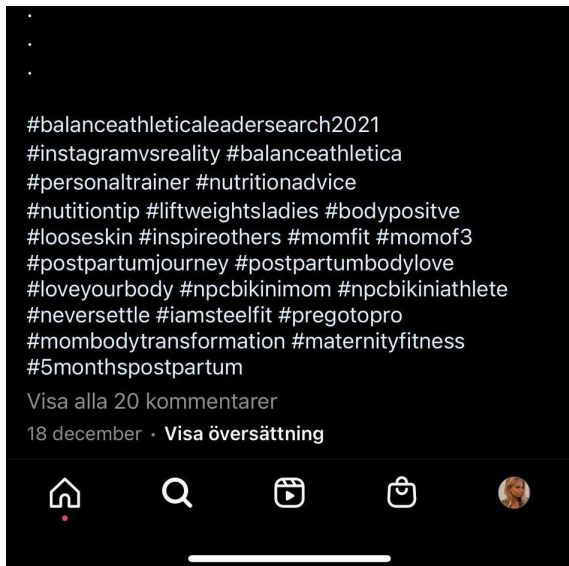 .
.
.
#balanceathleticaleadersearch2021
#instagramvsreality #balanceathletica
#personaltrainer #nutritionadvice
#nutitiontip #liftweightsladies #bodypositve
#looseskin #inspireothers #momfit #momof3
#postpartumjourney #postpartumbodylove
#loveyourbody #npcbikinimom #npcbikiniathlete
#neversettle #iamsteelfit #pregotopro
#mombodytransformation #maternityfitness
#5monthspostpartum
Visa alla 20 kommentarer
18 december · Visa översättning